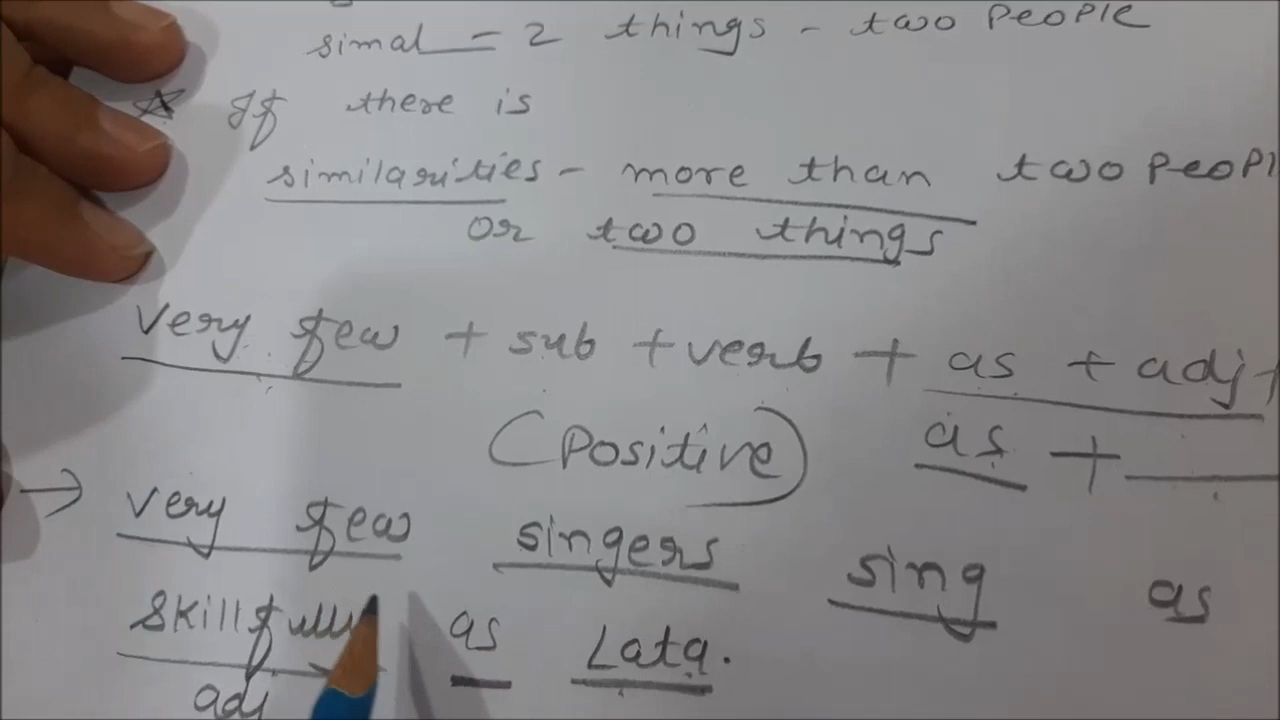 simal = 2 things - two people
☆ If there is
similarities - more than two peopl
or two things
very few + sub + verb + as + adj +
(Positive) as + ___
→ very few singers sing as
skillfully as Lata.
adj